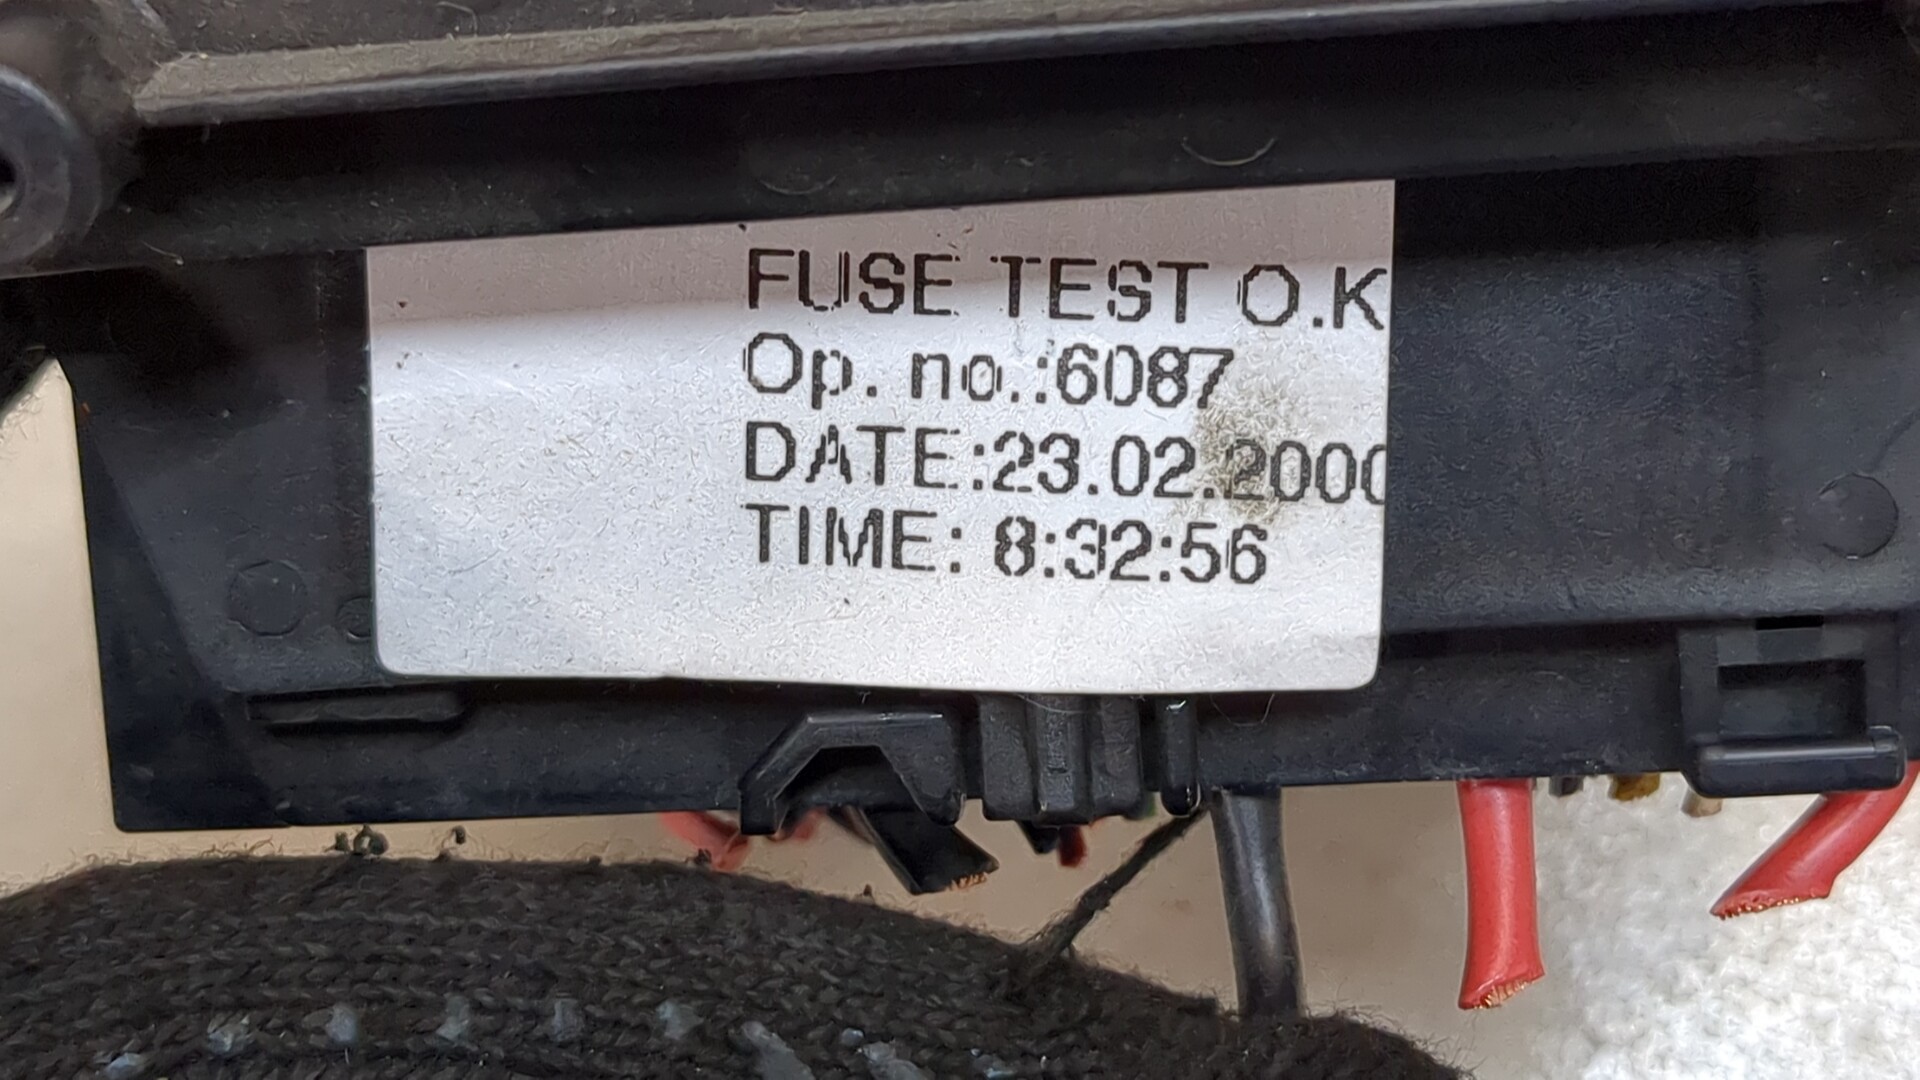 FUSE TEST O.K
Op. no.:6087
DATE:23.02.2000
TIME: 8:32:56